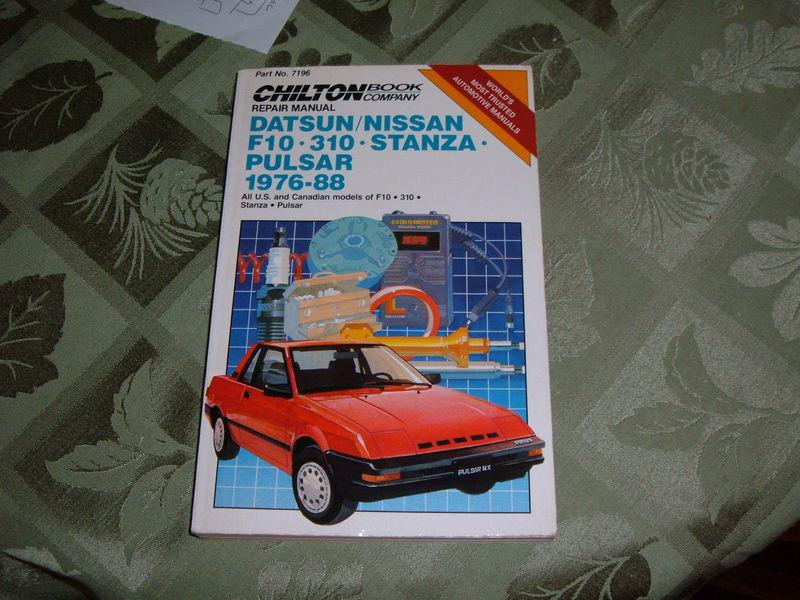 Part No. 7196
CHILTON BOOK COMPANY
REPAIR MANUAL
WORLD'S
MOST TRUSTED
AUTOMOTIVE MANUALS
DATSUN/NISSAN
F10 • 310 • STANZA •
PULSAR
1976-88
All U.S. and Canadian models of F10 • 310 •
Stanza • Pulsar
PULSAR NX